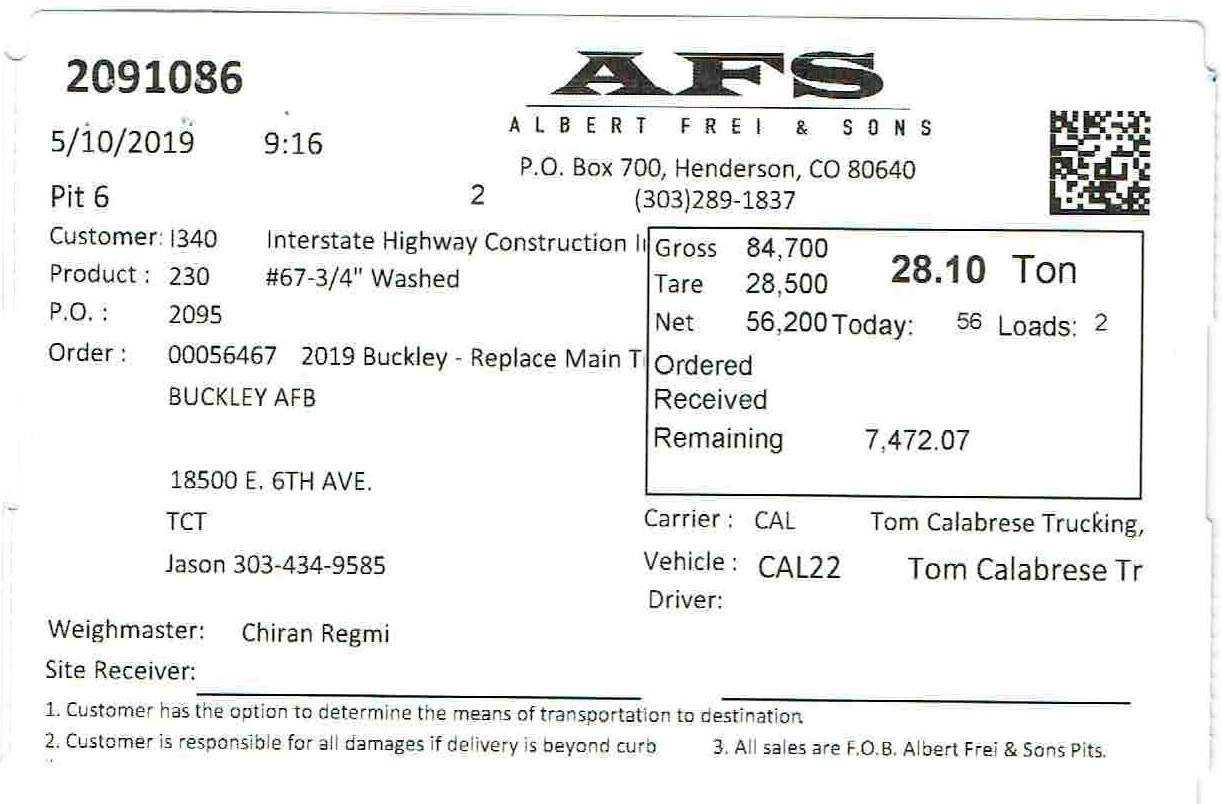 2091086
AFS
ALBERT FREI & SONS
5/10/2019 9:16
P.O. Box 700, Henderson, CO 80640
Pit 6 2 (303)289-1837
Customer: I340 Interstate Highway Construction I
Product : 230 #67-3/4" Washed
P.O. : 2095
Order : 00056467 2019 Buckley - Replace Main T
BUCKLEY AFB
18500 E. 6TH AVE.
TCT
Jason 303-434-9585
Gross 84,700 28.10 Ton
Tare 28,500
Net 56,200 Today: 56 Loads: 2
Ordered
Received
Remaining 7,472.07
Carrier : CAL Tom Calabrese Trucking,
Vehicle : CAL22 Tom Calabrese Tr
Driver:
Weighmaster: Chiran Regmi
Site Receiver:
1. Customer has the option to determine the means of transportation to destination
2. Customer is responsible for all damages if delivery is beyond curb 3. All sales are F.O.B. Albert Frei & Sons Pits.